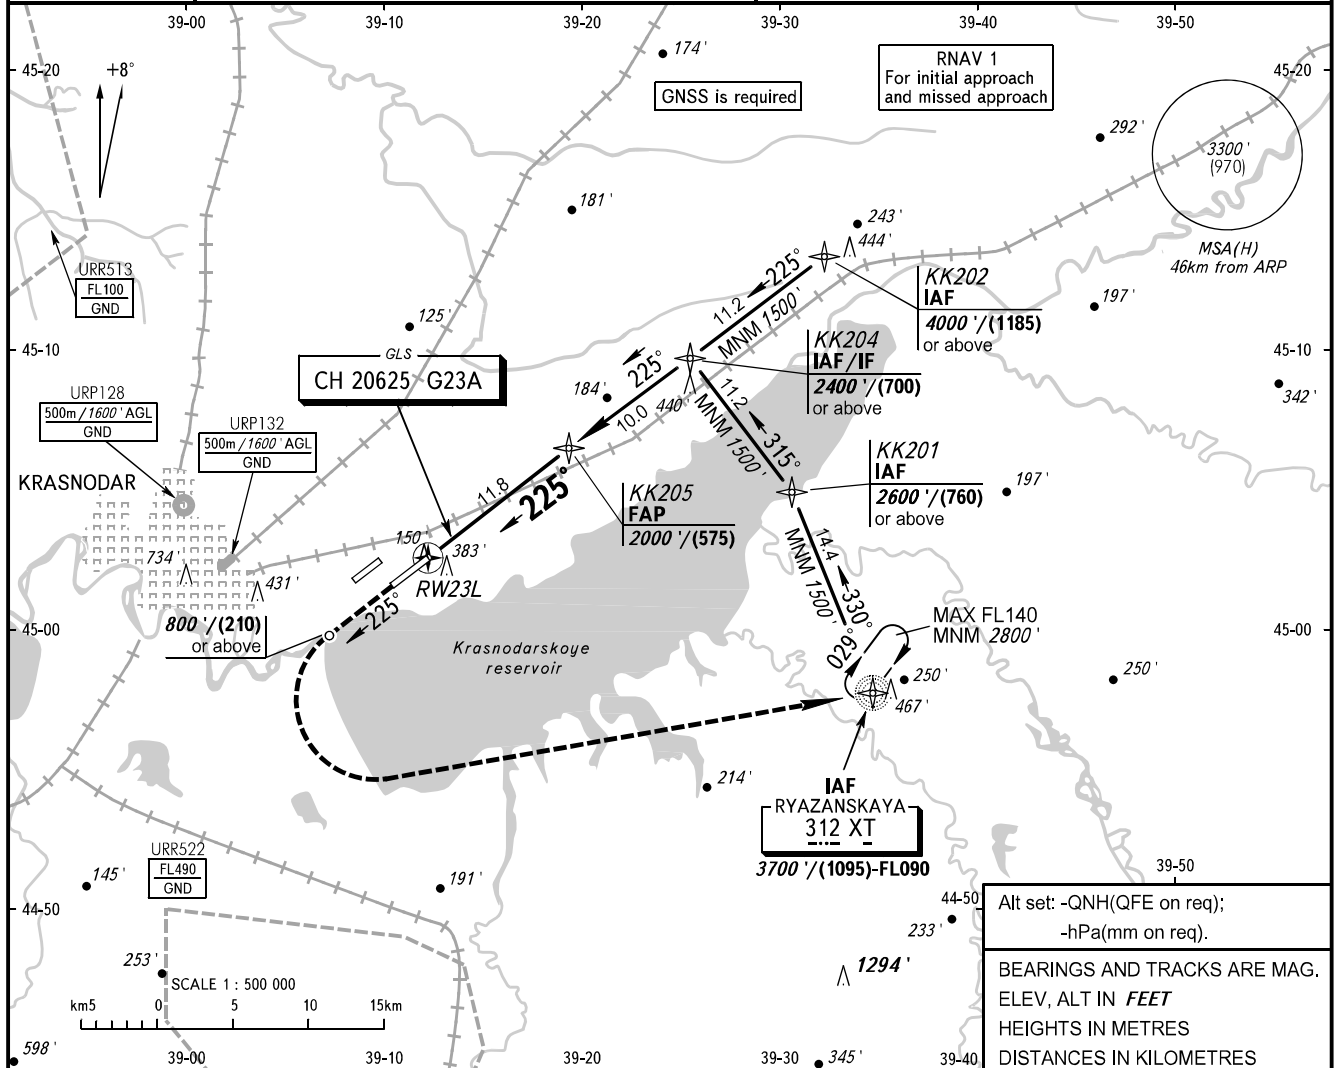 39-00
39-10
39-20
39-30
39-40
39-50
45-20
+8°
174'
GNSS is required
RNAV 1
For initial approach
and missed approach
45-20
292'
3300'
(970)
MSA(H)
46km from ARP
181'
243'
444'
URR513
FL100
GND
225°
11.2
MNM 1500'
KK202
IAF
4000'/(1185)
or above
197'
125'
45-10
GLS
CH 20625 G23A
225°
10.0
184'
440'
KK204
IAF/IF
2400'/(700)
or above
45-10
342'
URP128
500m/1600' AGL
GND
URP132
500m/1600' AGL
GND
11.2
MNM 1500'
315°
KK201
IAF
2600'/(760)
or above
197'
KRASNODAR
11.8
225°
KK205
FAP
2000'/(575)
14.4
MNM 1500'
330°
734'
431'
150'
383'
RW23L
225°
800'/(210)
or above
45-00
Krasnodarskoye
reservoir
029°
MAX FL140
MNM 2800'
45-00
250'
250'
467'
214'
IAF
RYAZANSKAYA
312 XT
3700'/(1095)-FL090
URR522
FL490
GND
145'
191'
39-50
44-50
44-50
233'
1294'
253'
SCALE 1 : 500 000
km5 0 5 10 15km
598'
345'
39-00
39-10
39-20
39-30
39-40
Alt set: -QNH(QFE on req);
-hPa(mm on req).
BEARINGS AND TRACKS ARE MAG.
ELEV, ALT IN FEET
HEIGHTS IN METRES
DISTANCES IN KILOMETRES